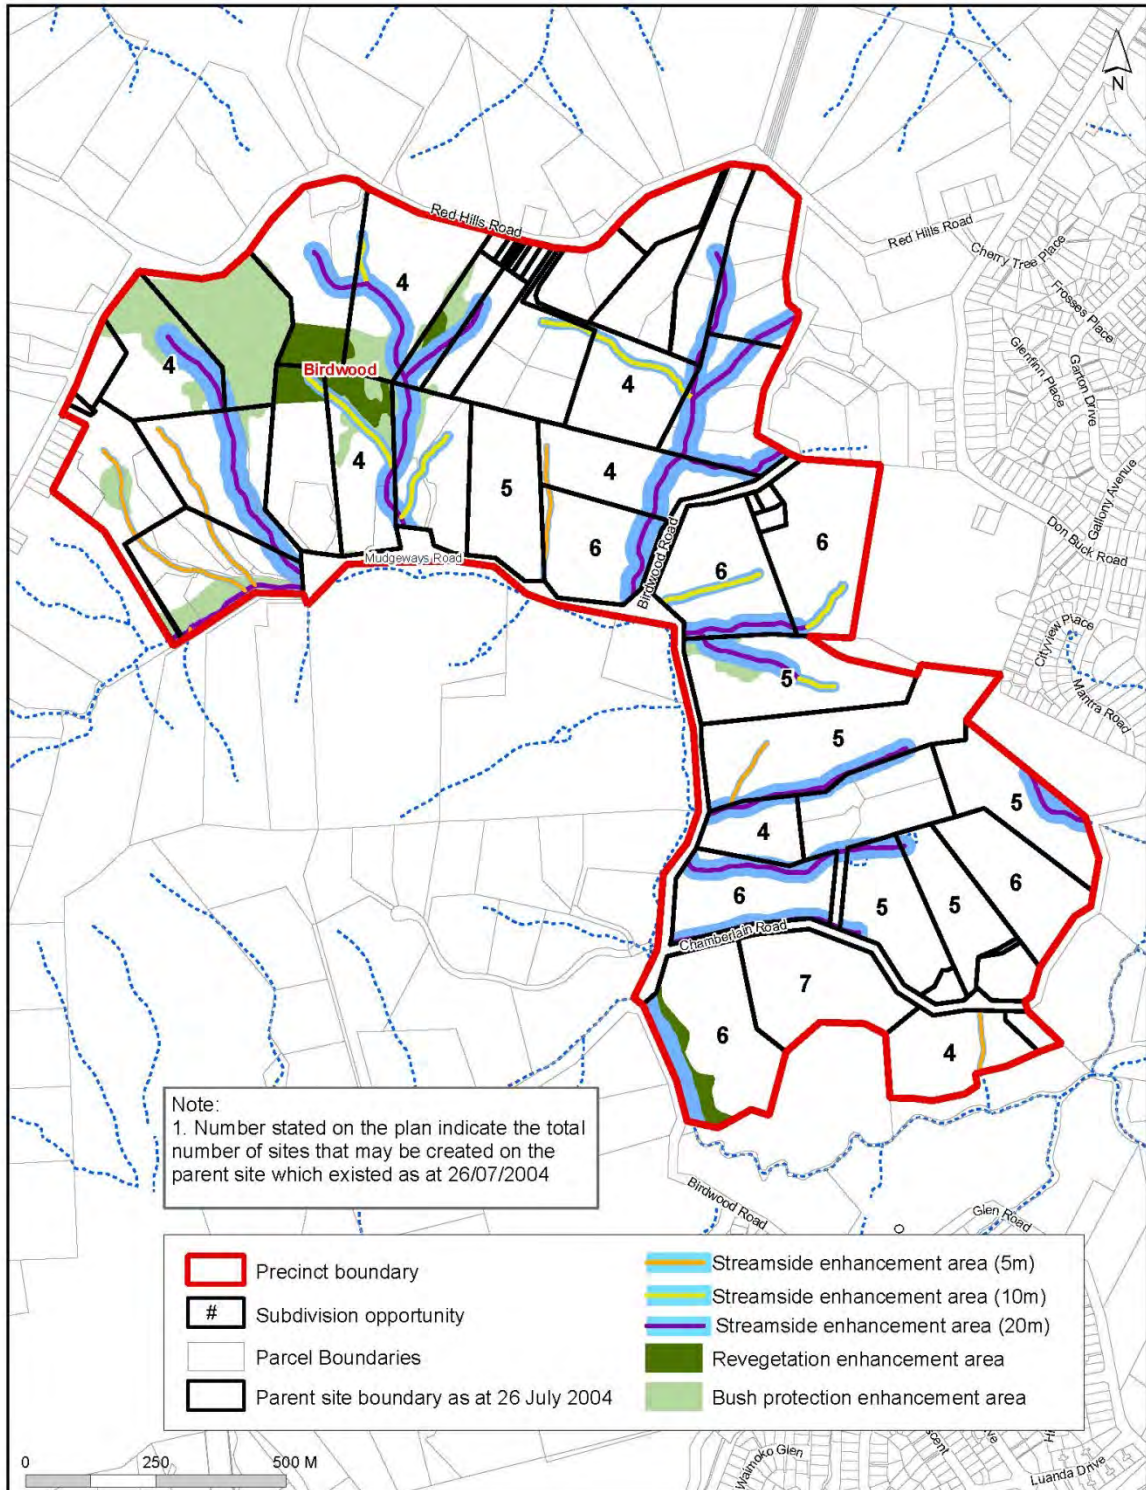 N
Red Hills Road
Red Hills Road
Cherry Tree Place
Frosses Place
Glenfinn Place
Garton Drive
4
4
Birdwood
4
4
5
4
Gallony Avenue
Don Buck Road
6
6
6
Mudgeways Road
Birdwood Road
Cityview Place
Mantra Road
5
5
5
4
6
6
5
5
Chamberlain Road
7
6
4
Note:
1. Number stated on the plan indicate the total
number of sites that may be created on the
parent site which existed as at 26/07/2004
Birdwood Road
Glen Road
Precinct boundary
# Subdivision opportunity
Parcel Boundaries
Parent site boundary as at 26 July 2004
Streamside enhancement area (5m)
Streamside enhancement area (10m)
Streamside enhancement area (20m)
Revegetation enhancement area
Bush protection enhancement area
0 250 500 M
Waimoko Glen
Luanda Drive